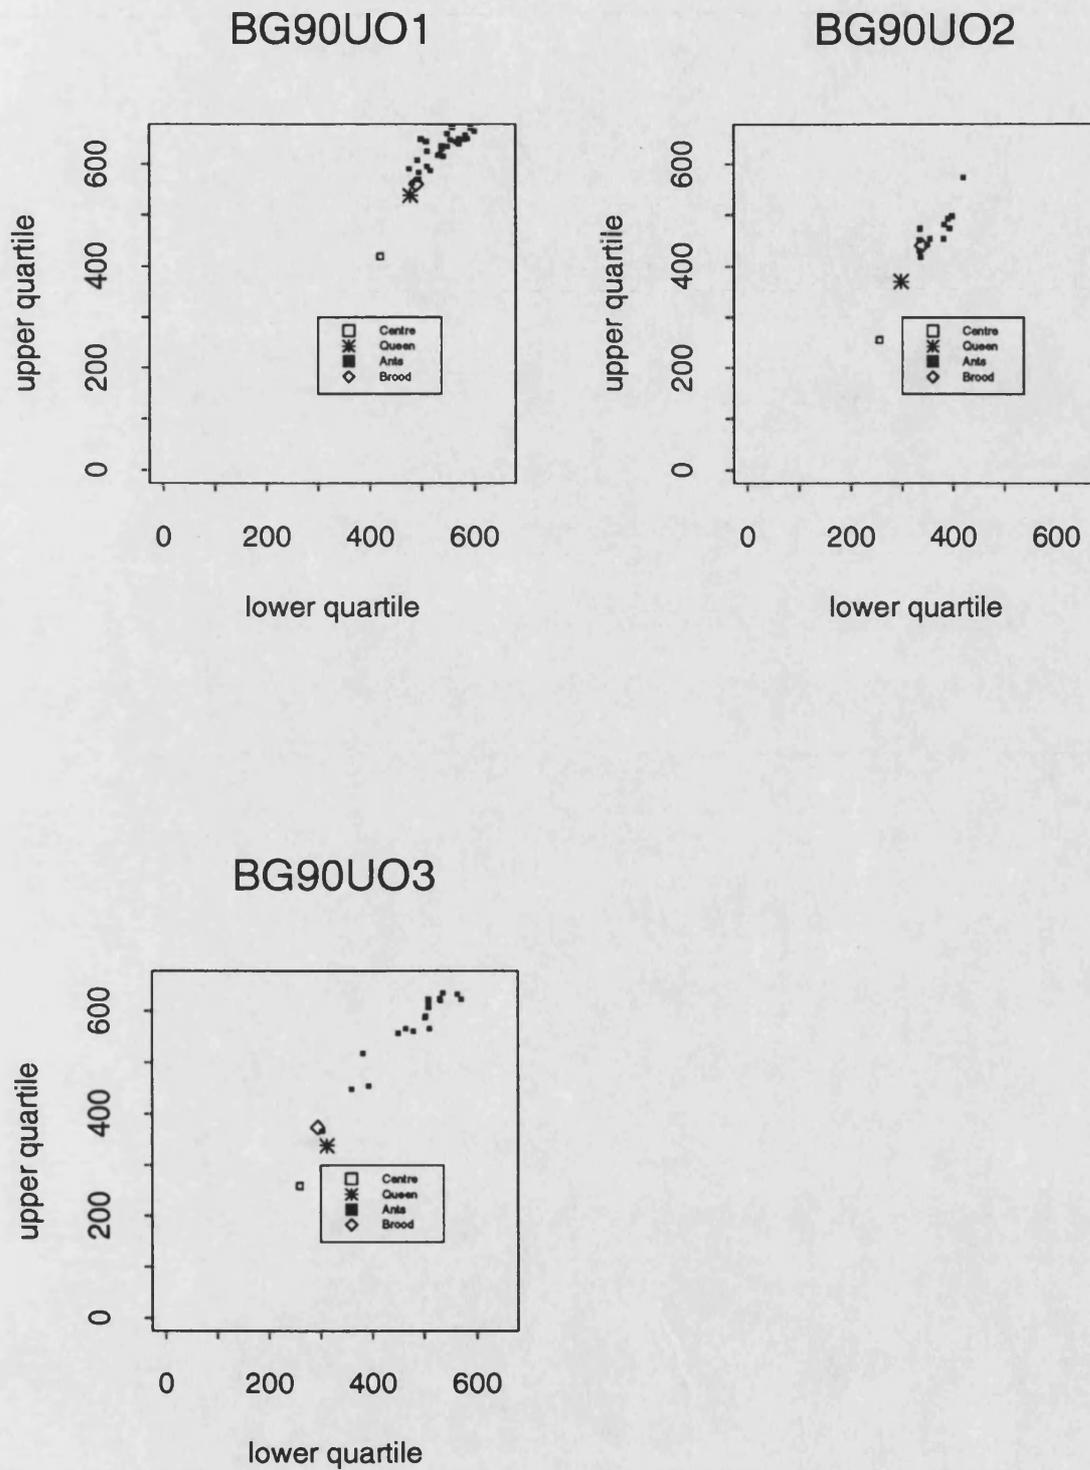 BG90UO1
upper quartile
600
400
200
0
Centre
Queen
Ants
Brood
0 200 400 600
lower quartile
BG90UO2
upper quartile
600
400
200
0
Centre
Queen
Ants
Brood
0 200 400 600
lower quartile
BG90UO3
upper quartile
600
400
200
0
Centre
Queen
Ants
Brood
0 200 400 600
lower quartile